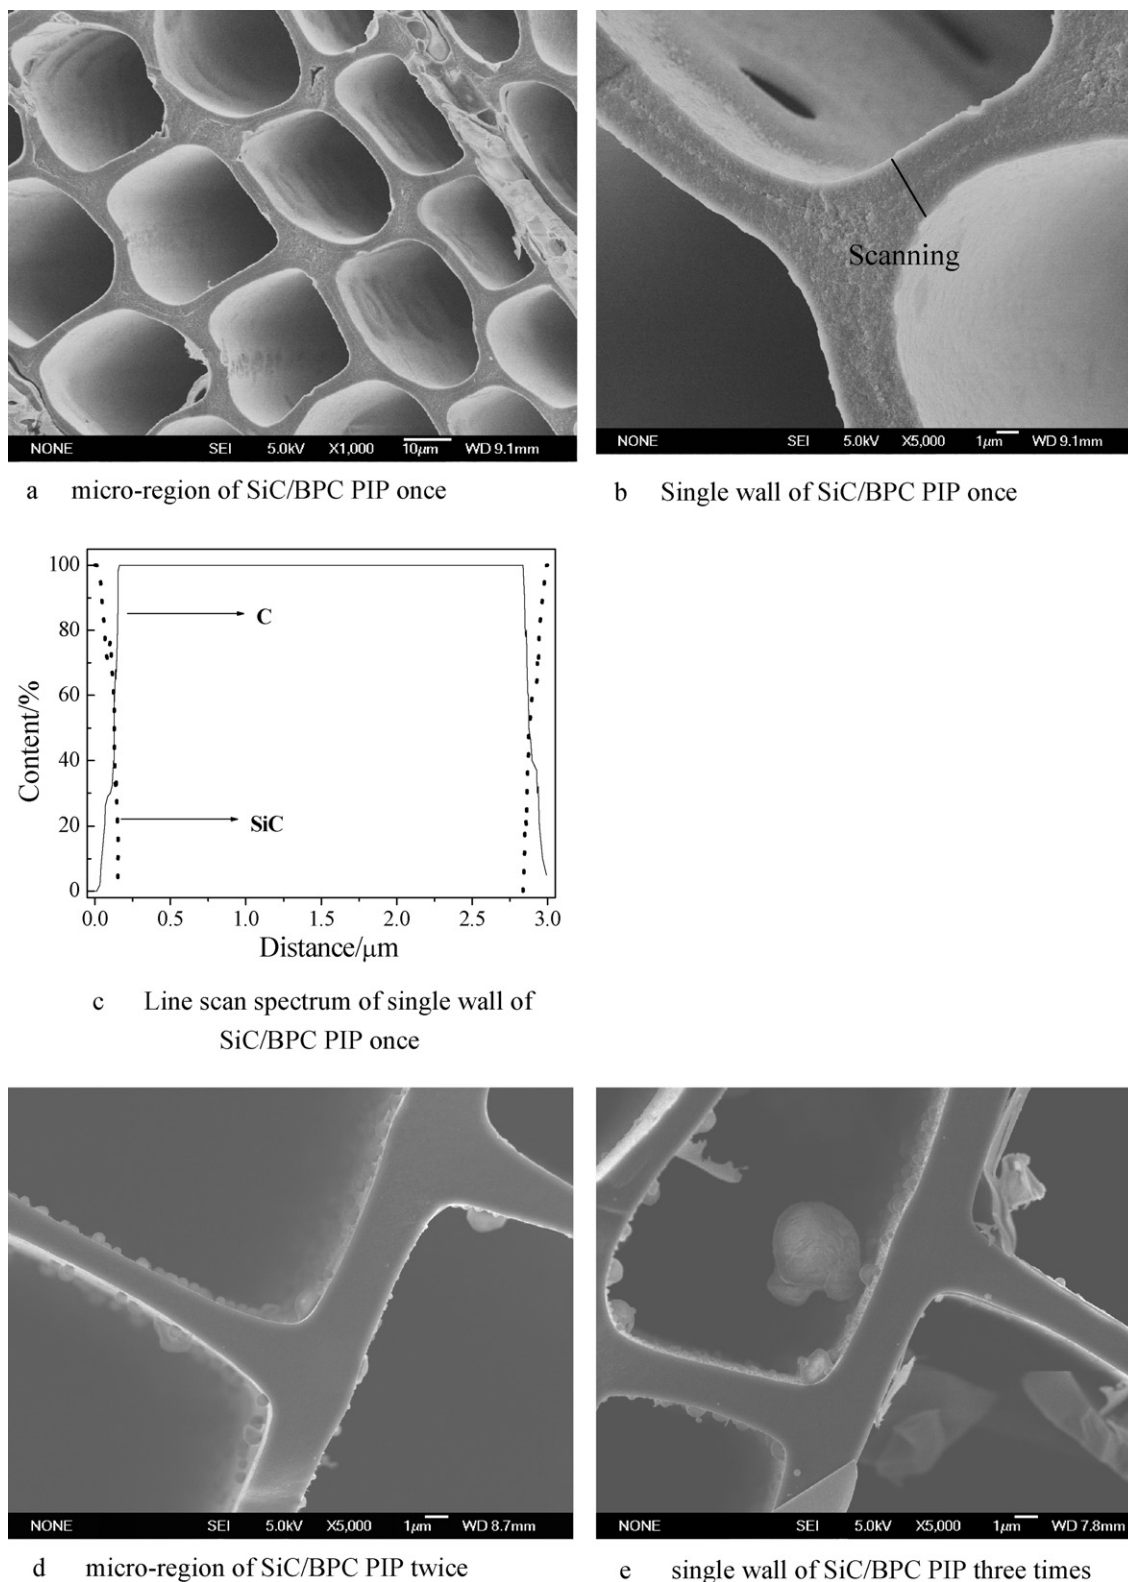 Scanning
NONE SEI 5.0kV X1,000 10μm WD 9.1mm
NONE SEI 5.0kV X5,000 1μm WD 9.1mm
a micro-region of SiC/BPC PIP once
b Single wall of SiC/BPC PIP once
100
80
60
40
20
0
Content/%
C
SiC
0.0 0.5 1.0 1.5 2.0 2.5 3.0
Distance/μm
c Line scan spectrum of single wall of
SiC/BPC PIP once
NONE SEI 5.0kV X5,000 1μm WD 8.7mm
NONE SEI 5.0kV X5,000 1μm WD 7.8mm
d micro-region of SiC/BPC PIP twice
e single wall of SiC/BPC PIP three times